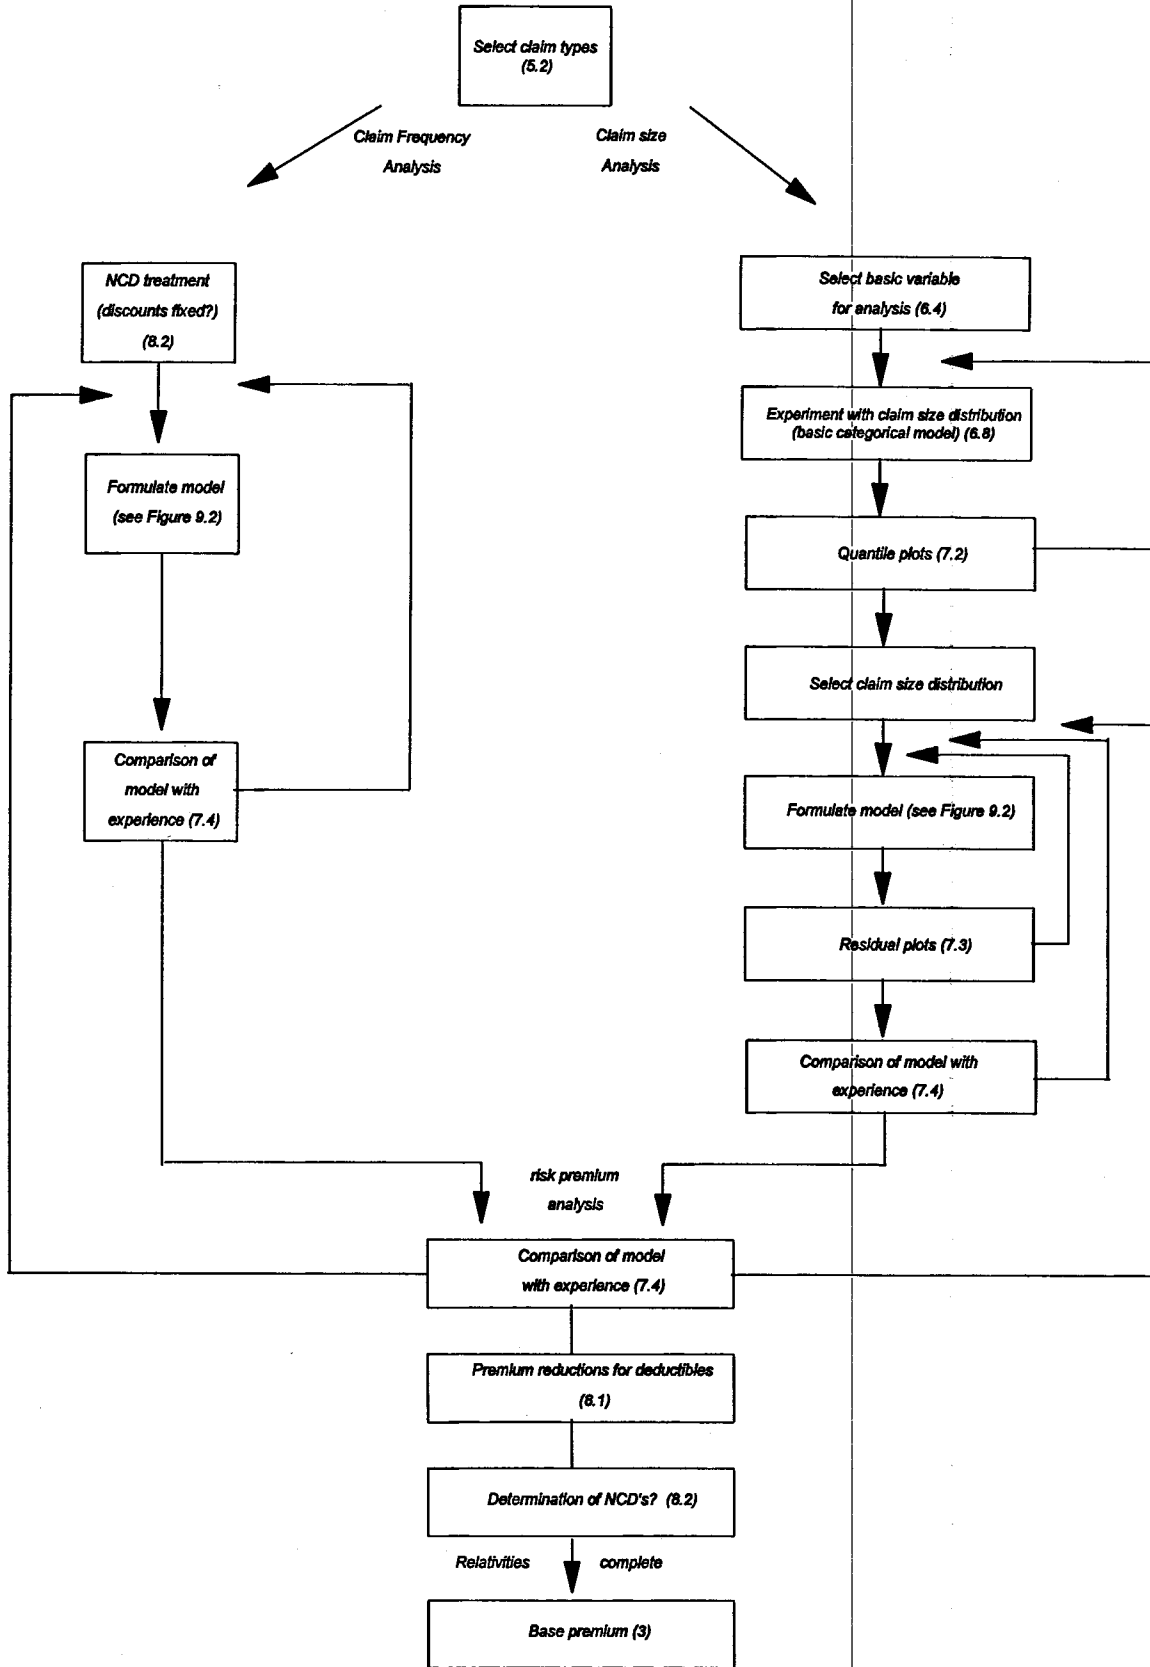 Select claim types
(5.2)
Claim Frequency
Analysis
Claim size
Analysis
NCD treatment
(discounts fixed?)
(8.2)
Formulate model
(see Figure 9.2)
Comparison of
model with
experience (7.4)
Select basic variable
for analysis (6.4)
Experiment with claim size distribution
(basic categorical model) (6.8)
Quantile plots (7.2)
Select claim size distribution
Formulate model (see Figure 9.2)
Residual plots (7.3)
Comparison of model with
experience (7.4)
risk premium
analysis
Comparison of model
with experience (7.4)
Premium reductions for deductibles
(8.1)
Determination of NCD's? (8.2)
Relativities complete
Base premium (3)